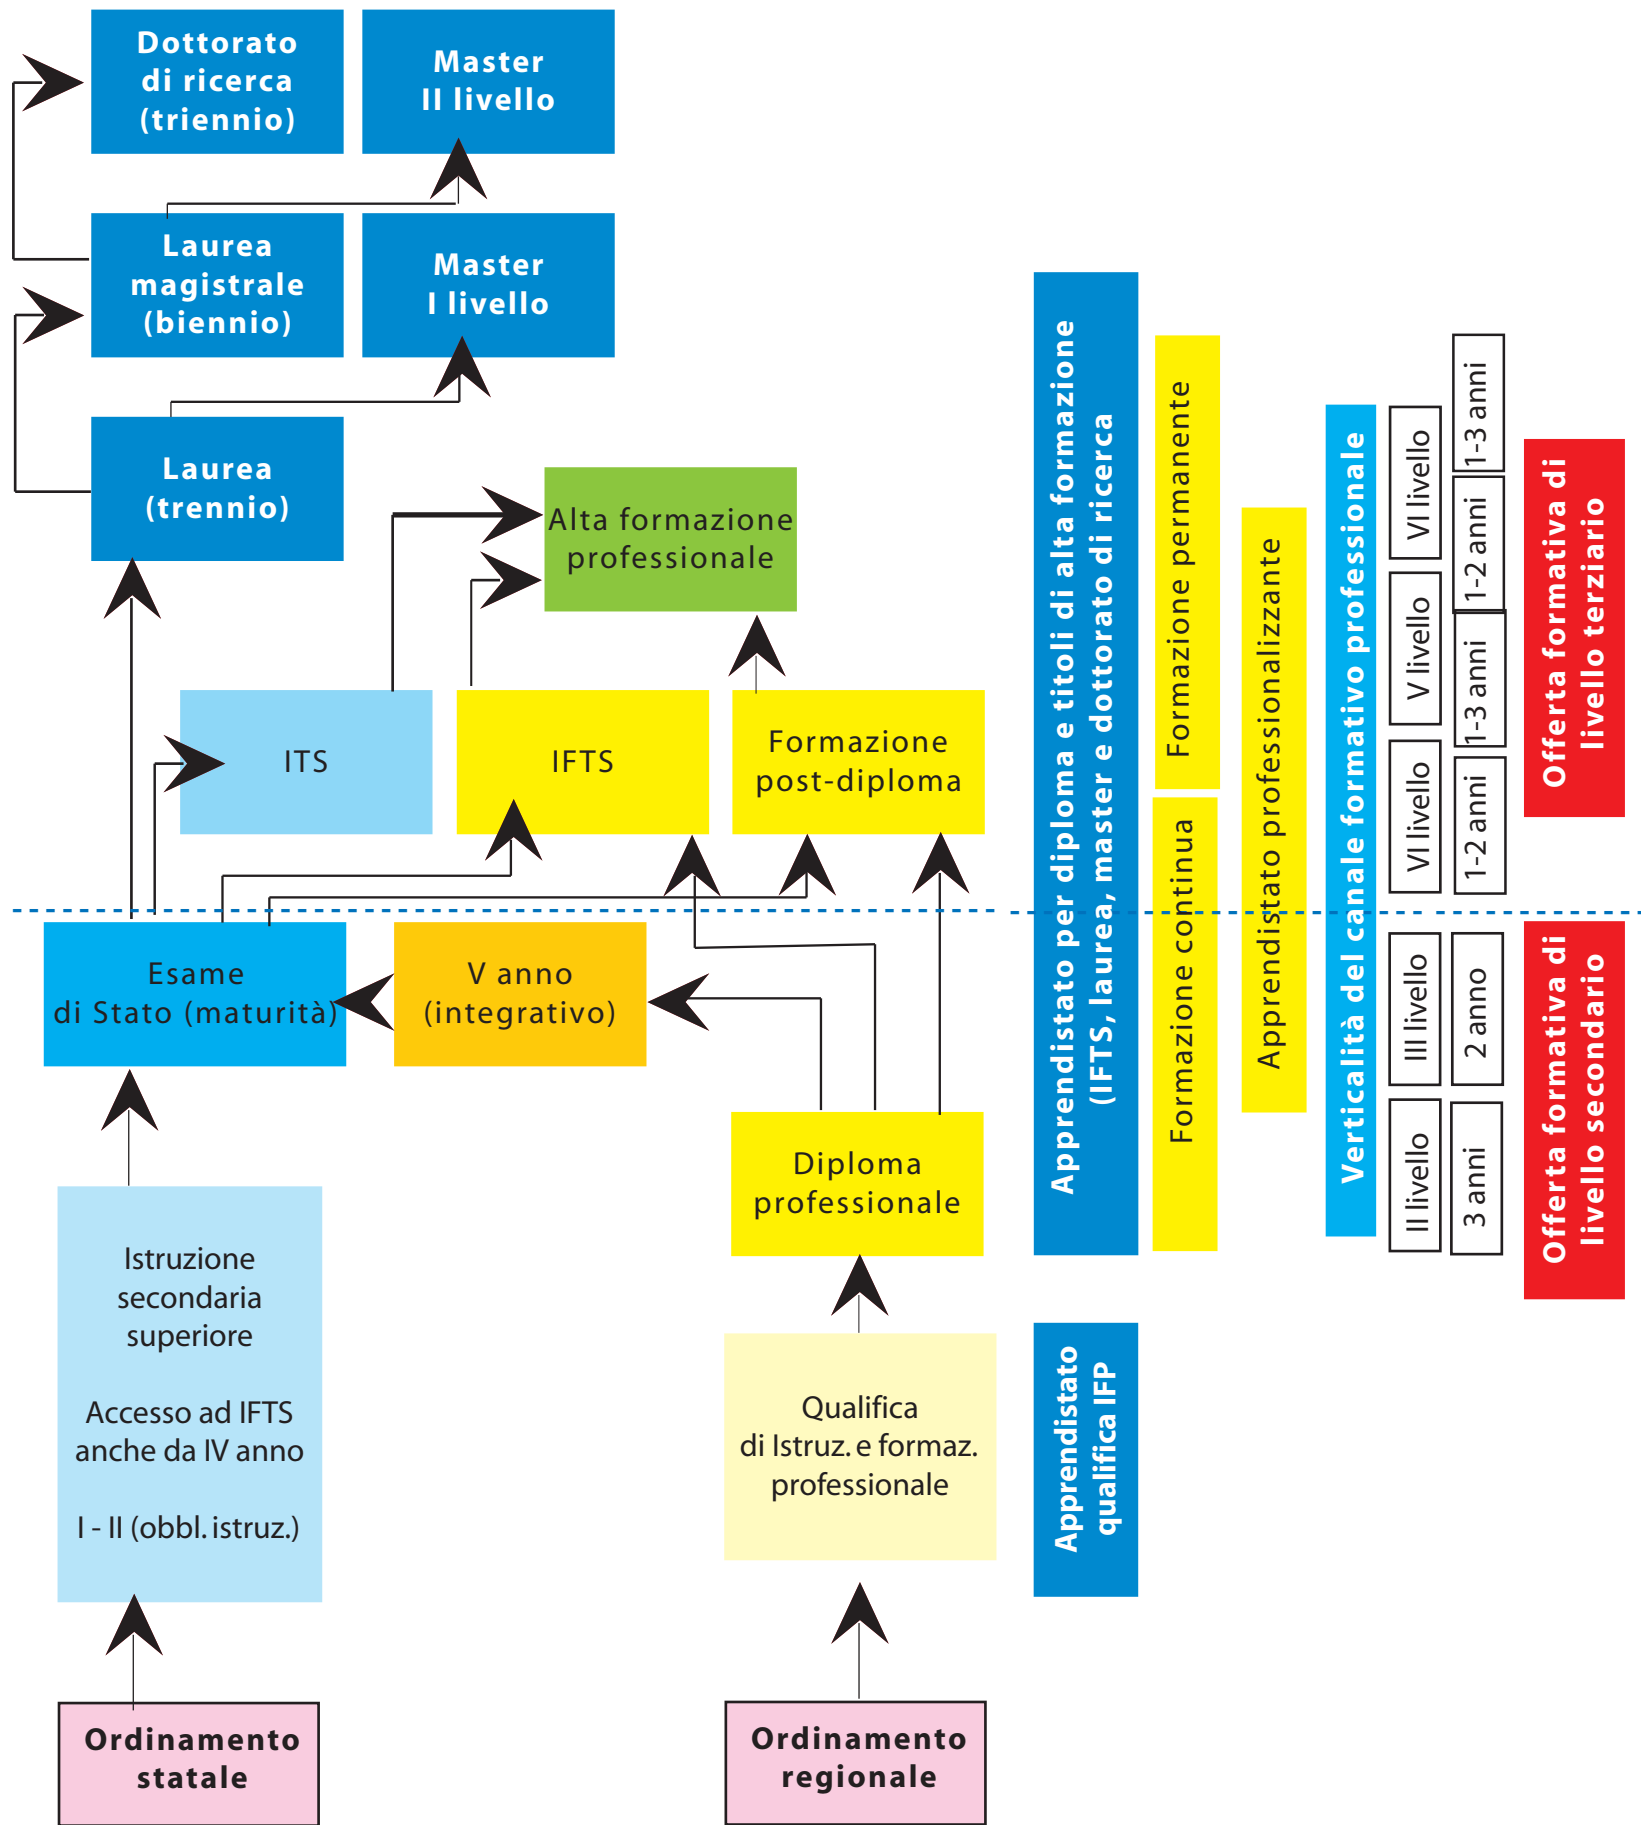 Dottorato
di ricerca
(triennio)
Master
II livello
Laurea
magistrale
(biennio)
Master
I livello
Laurea
(trennio)
Alta formazione
professionale
ITS
IFTS
Formazione
post-diploma
Esame
di Stato (maturità)
V anno
(integrativo)
Diploma
professionale
Istruzione
secondaria
superiore
Accesso ad IFTS
anche da IV anno
I - II (obbl. istruz.)
Qualifica
di Istruz. e formaz.
professionale
Ordinamento
statale
Ordinamento
regionale
Apprendistato per diploma e titoli di alta formazione
(IFTS, laurea, master e dottorato di ricerca
Apprendistato
qualifica IFP
Formazione permanente
Formazione continua
Apprendistato professionalizzante
Verticalità del canale formativo professionale
VI livello
V livello
VI livello
III livello
II livello
1-3 anni
1-2 anni
1-3 anni
1-2 anni
2 anno
3 anni
Offerta formativa di
livello terziario
Offerta formativa di
livello secondario